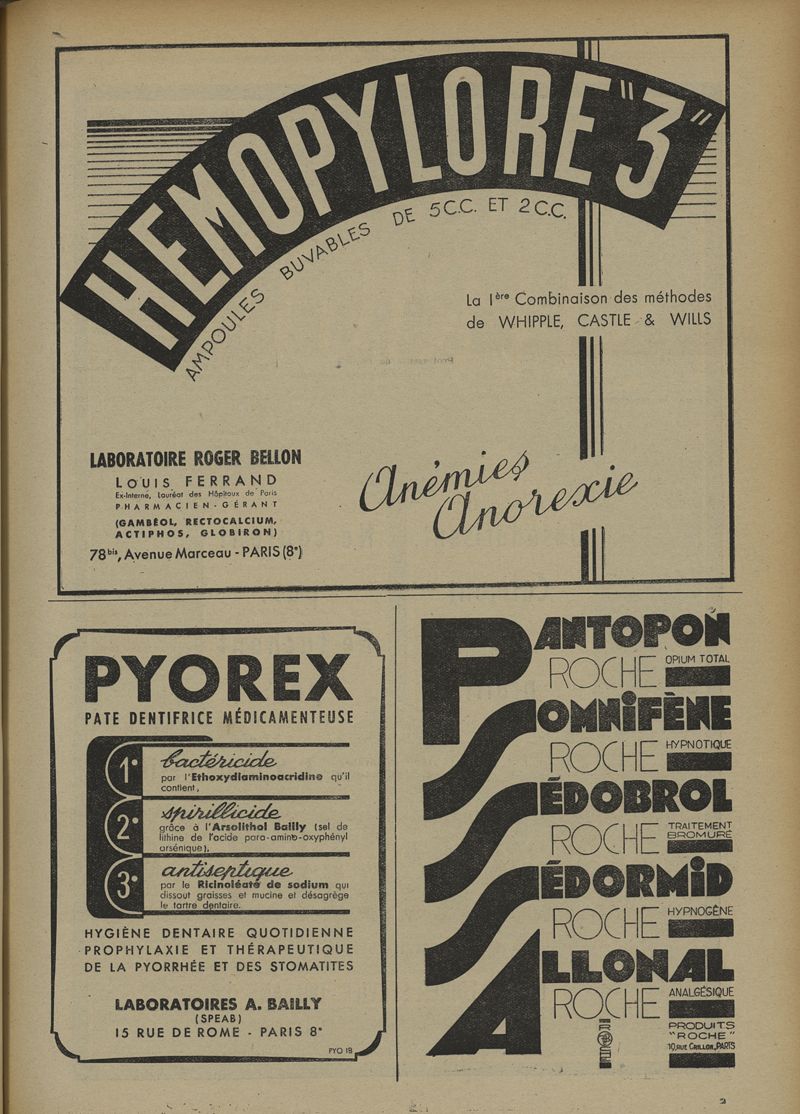 HEMOPYLORE "3"
AMPOULES BUVABLES DE 5 C.C. ET 2 C.C.
La 1ère Combinaison des méthodes
de WHIPPLE, CASTLE & WILLS
LABORATOIRE ROGER BELLON
LOUIS FERRAND
Ex-Interne, Lauréat des Hôpitaux de Paris
PHARMACIEN-GÉRANT
(GAMBÉOL, RECTOCALCIUM,
ACTIPHOS, GLOBIRON)
78bis, Avenue Marceau - PARIS (8e)
Anémies
Anorexie
PYOREX
PATE DENTIFRICE MÉDICAMENTEUSE
1° bactéricide
par l'Ethoxydiaminoacridine qu'il
contient,
2° spirillicide
grâce à l'Arsolithol Bailly (sel de
lithine de l'acide para-amino-oxyphényl
arsénique),
3° antiseptique
par le Ricinoléate de sodium qui
dissout graisses et mucine et désagrège
le tartre dentaire.
HYGIÈNE DENTAIRE QUOTIDIENNE
PROPHYLAXIE ET THÉRAPEUTIQUE
DE LA PYORRHÉE ET DES STOMATITES
LABORATOIRES A. BAILLY
(SPEAB)
15 RUE DE ROME - PARIS 8e
PYO 18
PANTOPON
ROCHE OPIUM TOTAL
SOMNIFÈNE
ROCHE HYPNOTIQUE
SÉDOBROL
ROCHE TRAITEMENT
BROMURÉ
SÉDORMID
ROCHE HYPNOGÈNE
ALLONAL
ROCHE ANALGÉSIQUE
ROCHE
PRODUITS
"ROCHE"
10, RUE CRILLON, PARIS
2